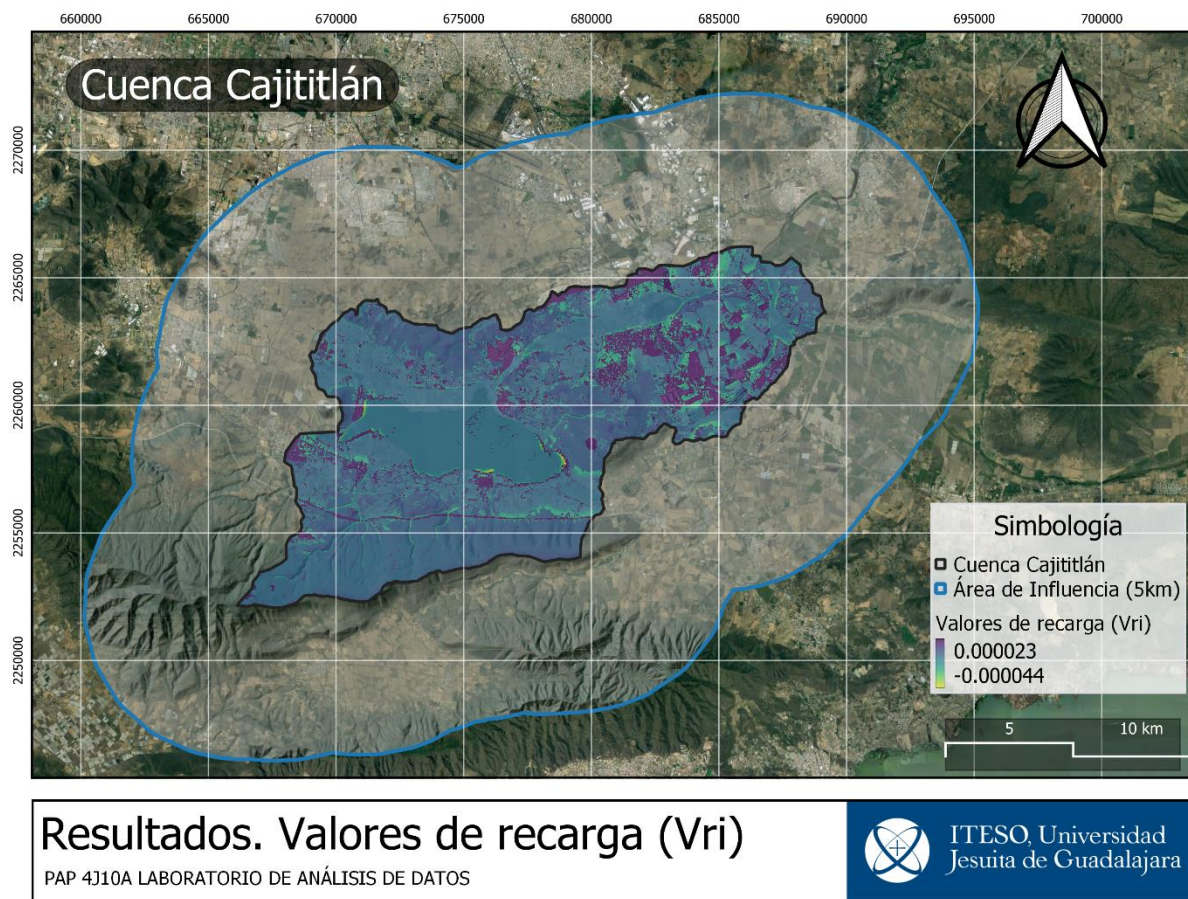 660000 665000 670000 675000 680000 685000 690000 695000 700000
Cuenca Cajititlán
2270000
2265000
2260000
2255000
2250000
Simbología
Cuenca Cajititlán
Área de Influencia (5km)
Valores de recarga (Vri)
0.000023
-0.000044
5 10 km
Resultados. Valores de recarga (Vri)
PAP 4J10A LABORATORIO DE ANÁLISIS DE DATOS
ITESO, Universidad
Jesuita de Guadalajara